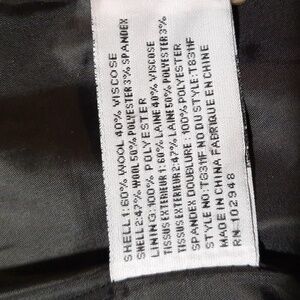 SHELL 1: 60% WOOL 40% VISCOSE
SHELL 2: 47% WOOL 50% POLYESTER 3% SPANDEX
LINING: 100% POLYESTER
TISSUS EXTERIEUR 1: 60% LAINE 40% VISCOSE
TISSUS EXTERIEUR 2: 47% LAINE 50% POLYESTER 3%
SPANDEX DOUBLURE : 100% POLYESTER
STYLE NO: T8311F NO DU STYLE: T8311F
MADE IN CHINA FABRIQUE EN CHINE
RN 102948